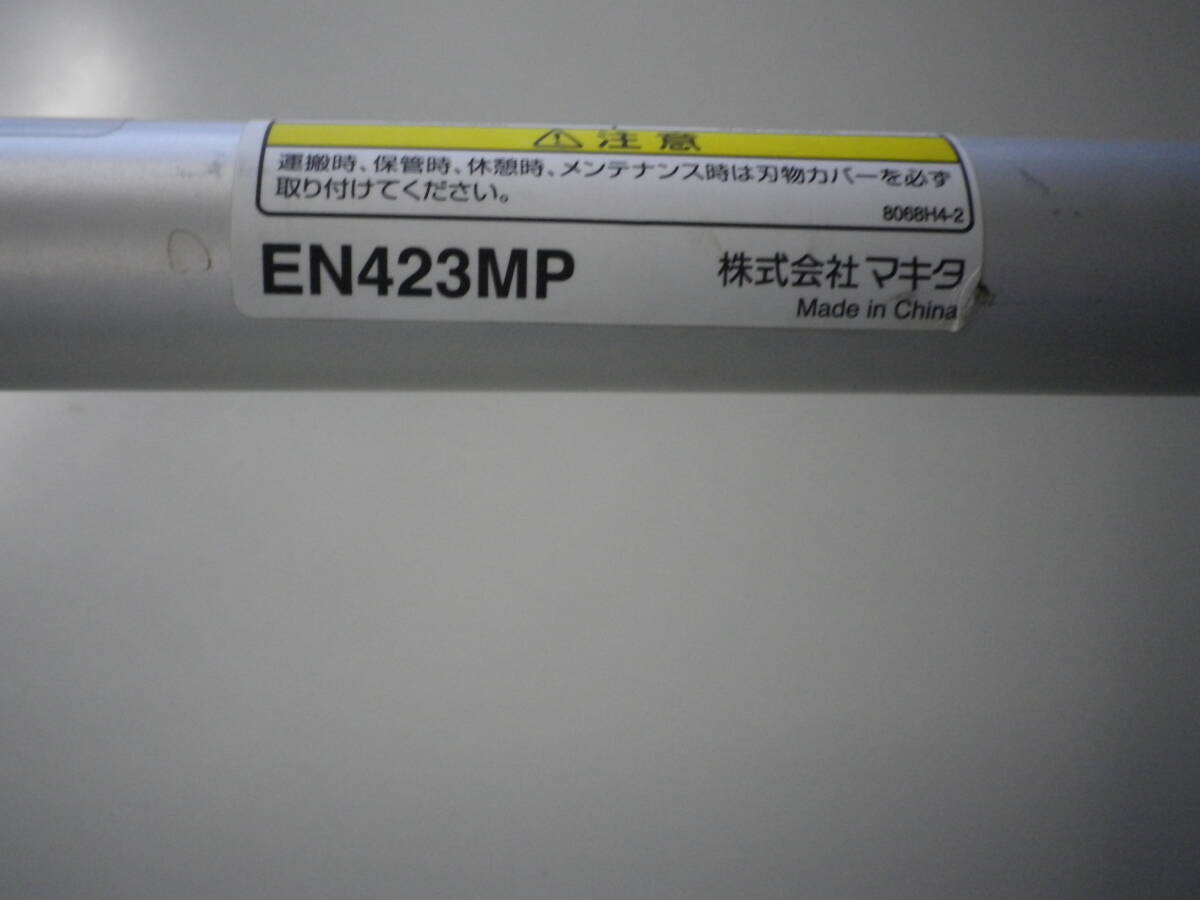 ⚠注意
運搬時、保管時、休憩時、メンテナンス時は刃物カバーを必ず
取り付けてください。
8068H4-2
EN423MP
株式会社マキタ
Made in China